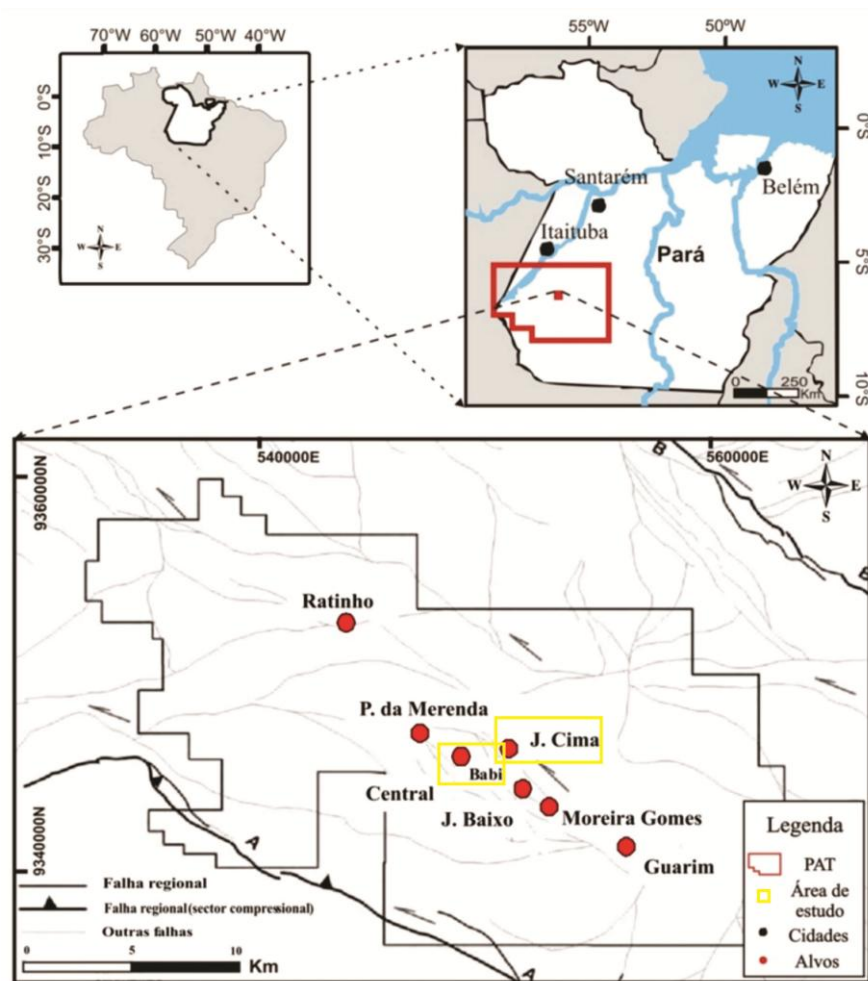 70°W 60°W 50°W 40°W
0°S
10°S
20°S
30°S
N
W E
S
55°W 50°W
0°S
5°S
10°S
N
W E
S
Santarém
Belém
Itaituba
Pará
0 250
Km
540000E 560000E
9360000N
9340000N
N
W E
S
B
B
Ratinho
P. da Merenda
J. Cima
Babi
Central
J. Baixo
Moreira Gomes
Guarim
A
A
A
Falha regional
Falha regional(sector compressional)
Outras falhas
0 5 10
Km
Legenda
PAT
Área de
estudo
Cidades
Alvos